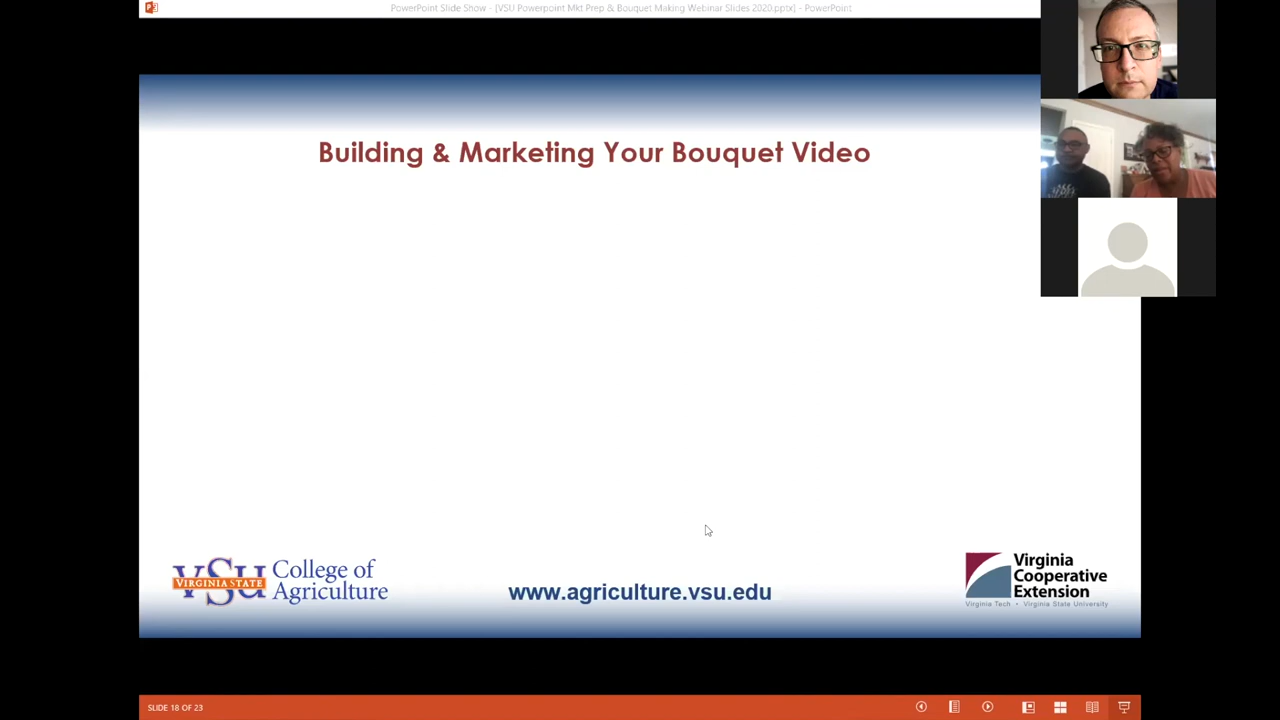 PowerPoint Slide Show - [VSU Powerpoint Mkt Prep & Bouquet Making Webinar Slides 2020.pptx] - PowerPoint
Building & Marketing Your Bouquet Video
VSU
VIRGINIA STATE
College of
Agriculture
www.agriculture.vsu.edu
Virginia
Cooperative
Extension
Virginia Tech • Virginia State University
SLIDE 18 OF 23